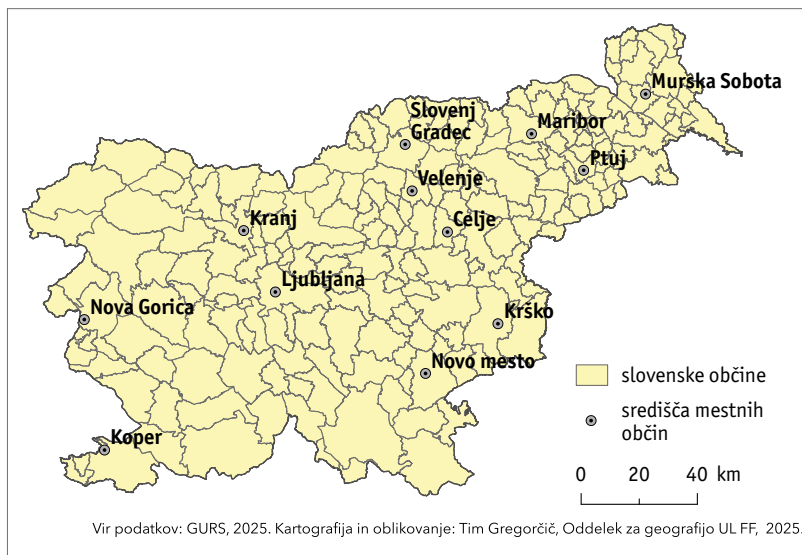 Murska Sobota
Slovenj
Gradec
Maribor
Ptuj
Velenje
Kranj
Celje
Ljubljana
Nova Gorica
Krško
Novo mesto
Koper
slovenske občine
središča mestnih
občin
0 20 40 km
Vir podatkov: GURS, 2025. Kartografija in oblikovanje: Tim Gregorčič, Oddelek za geografijo UL FF, 2025.